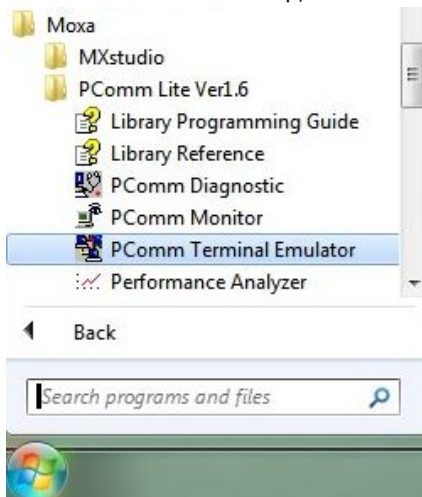 Moxa
MXstudio
PComm Lite Ver1.6
Library Programming Guide
Library Reference
PComm Diagnostic
PComm Monitor
PComm Terminal Emulator
Performance Analyzer
Back
Search programs and files